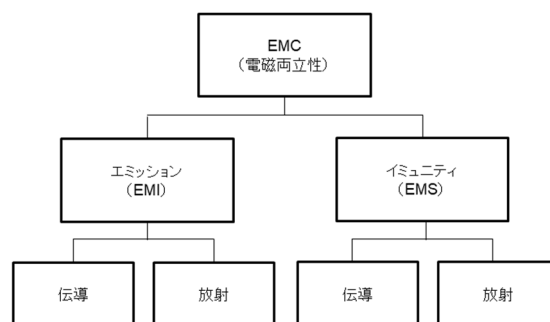 EMC
(電磁両立性)
エミッション
(EMI)
イミュニティ
(EMS)
伝導
放射
伝導
放射